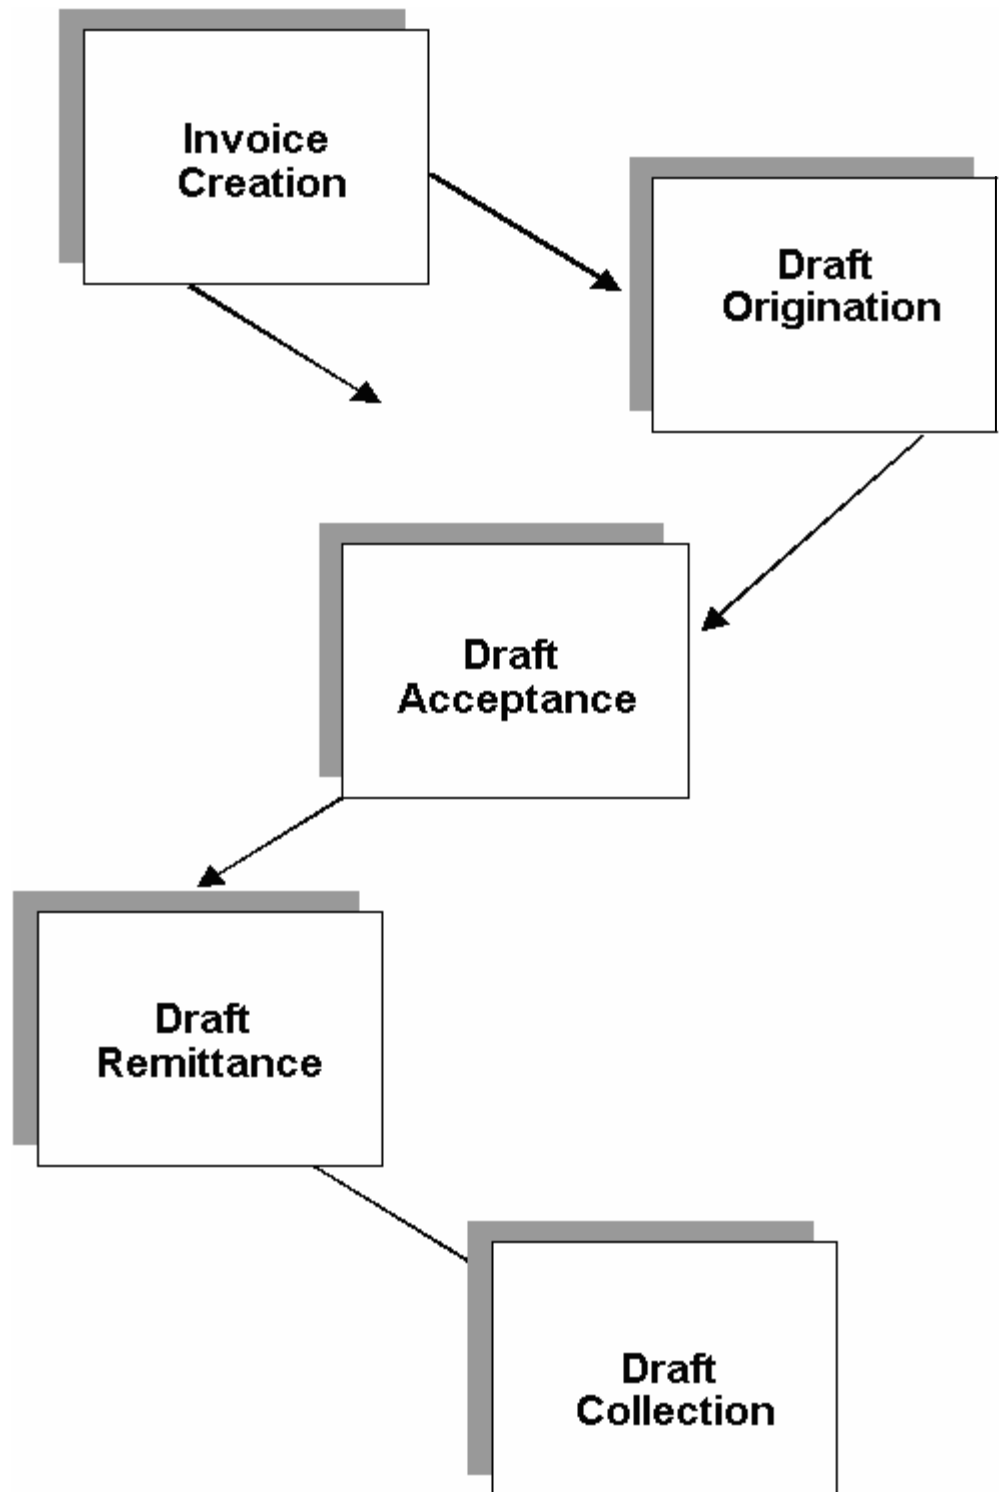 Invoice
Creation
Draft
Origination
Draft
Acceptance
Draft
Remittance
Draft
Collection